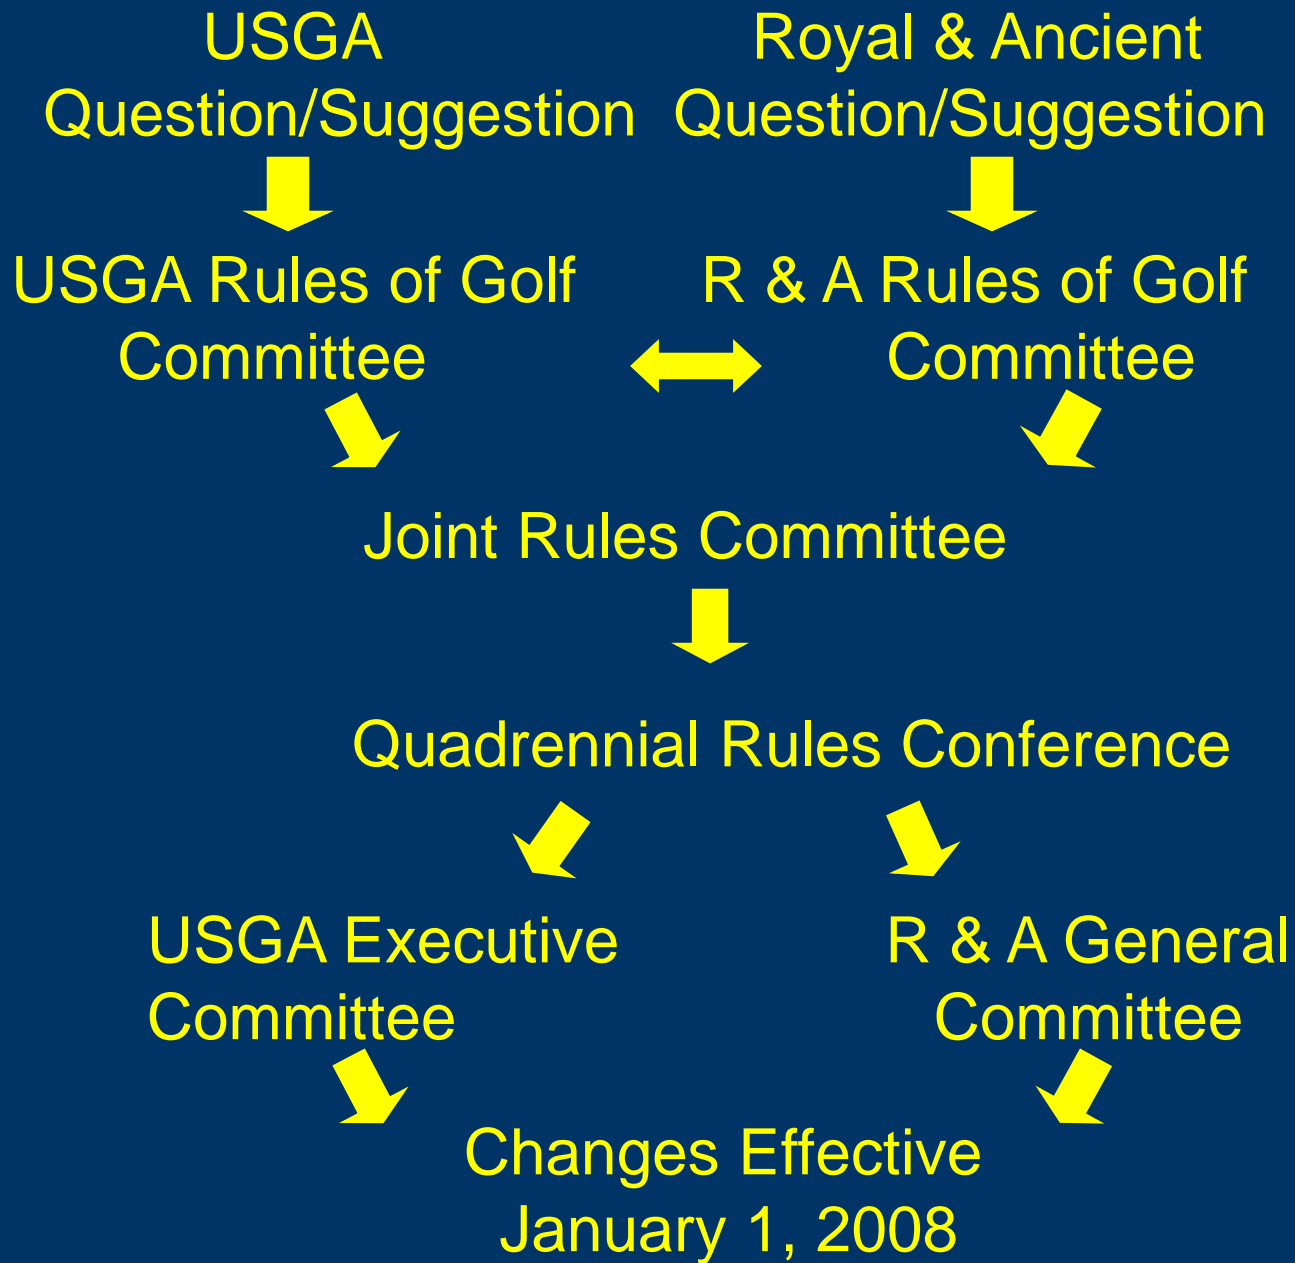 USGA
Question/Suggestion
Royal & Ancient
Question/Suggestion
USGA Rules of Golf
Committee
R & A Rules of Golf
Committee
Joint Rules Committee
Quadrennial Rules Conference
USGA Executive
Committee
R & A General
Committee
Changes Effective
January 1, 2008